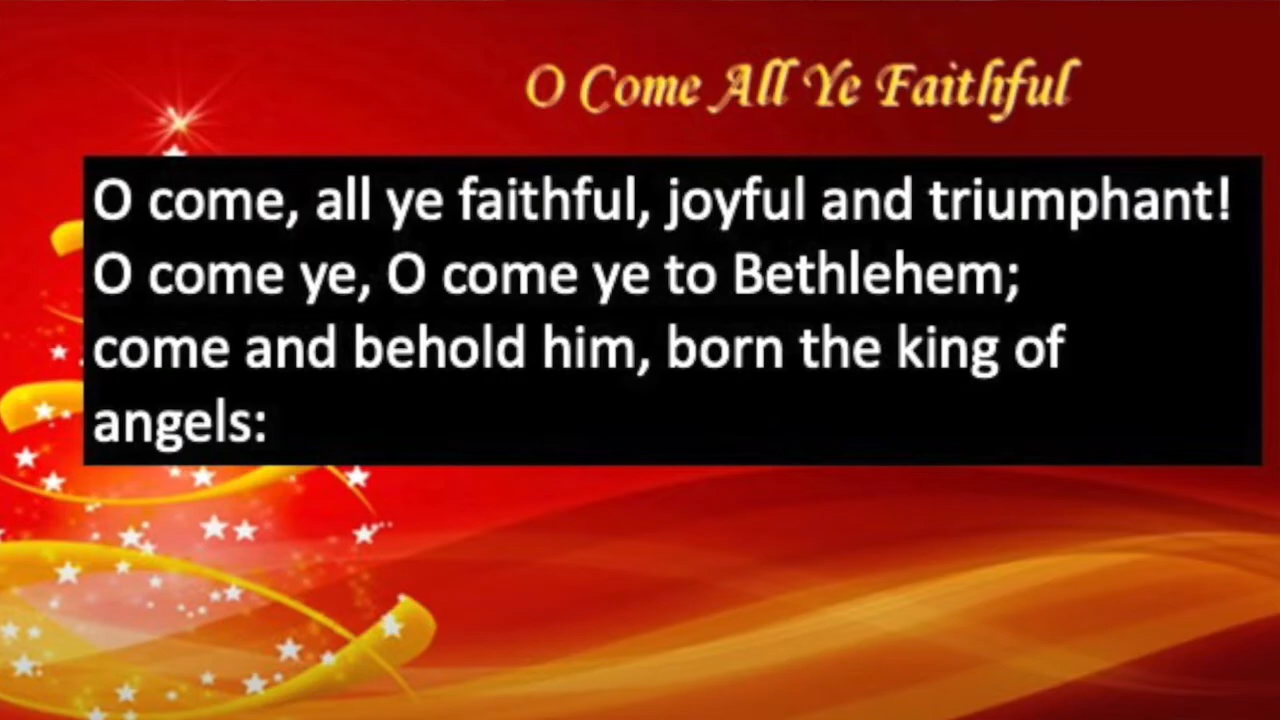 O Come All Ye Faithful
O come, all ye faithful, joyful and triumphant!
O come ye, O come ye to Bethlehem;
come and behold him, born the king of
angels: